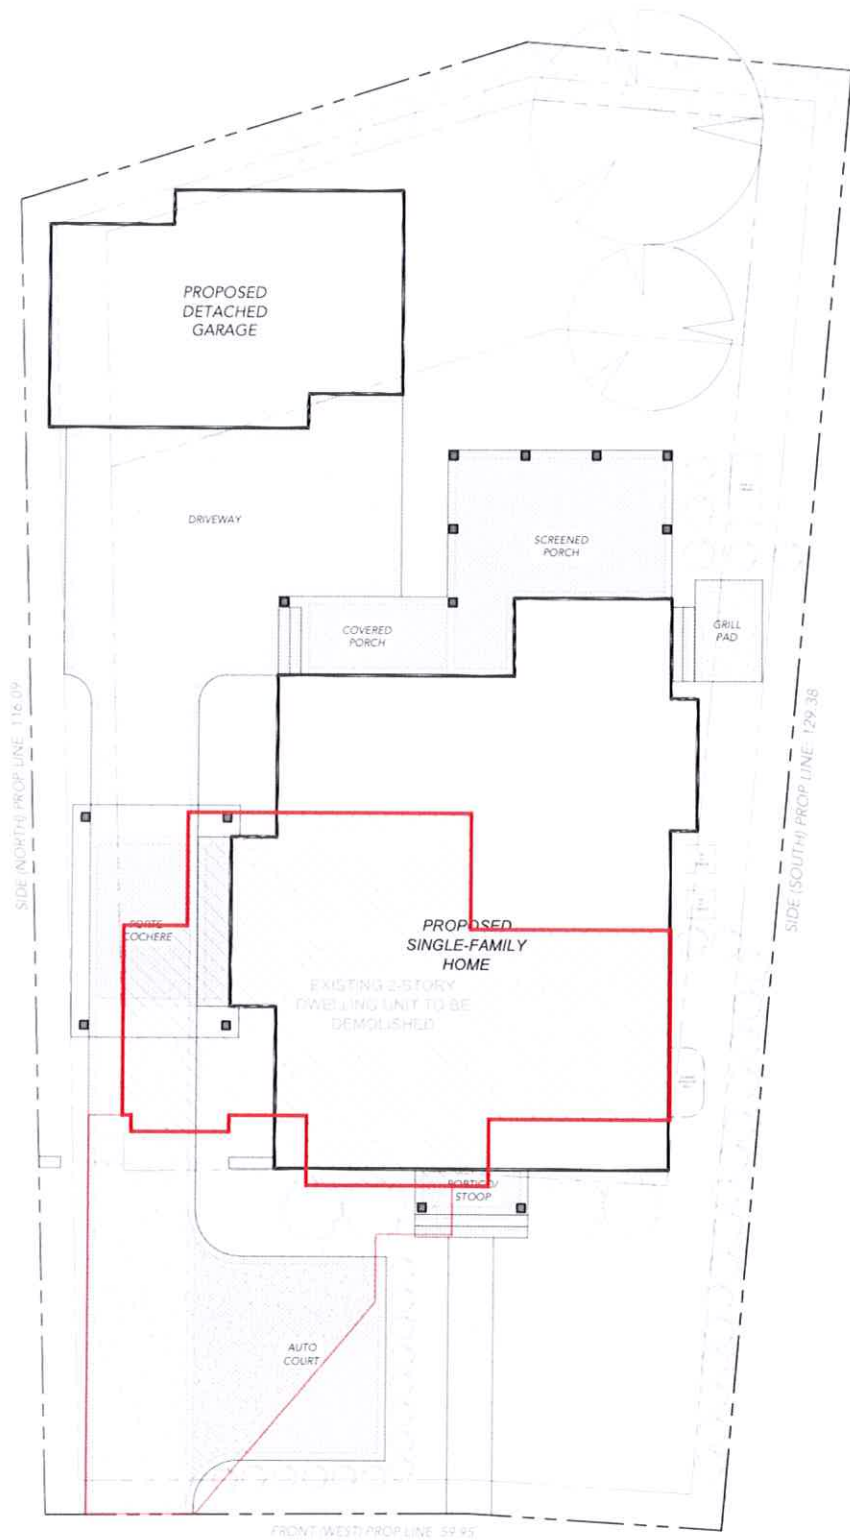 PROPOSED
DETACHED
GARAGE
DRIVEWAY
SCREENED
PORCH
COVERED
PORCH
GRILL
PAD
SIDE (NORTH) PROP LINE 116.09
SIDE (SOUTH) PROP LINE: 129.38
PORTE
COCHERE
PROPOSED
SINGLE-FAMILY
HOME
EXISTING 2-STORY
DWELLING UNIT TO BE
DEMOLISHED
PORTICO/
STOOP
AUTO
COURT
FRONT (WEST) PROP LINE 59.95